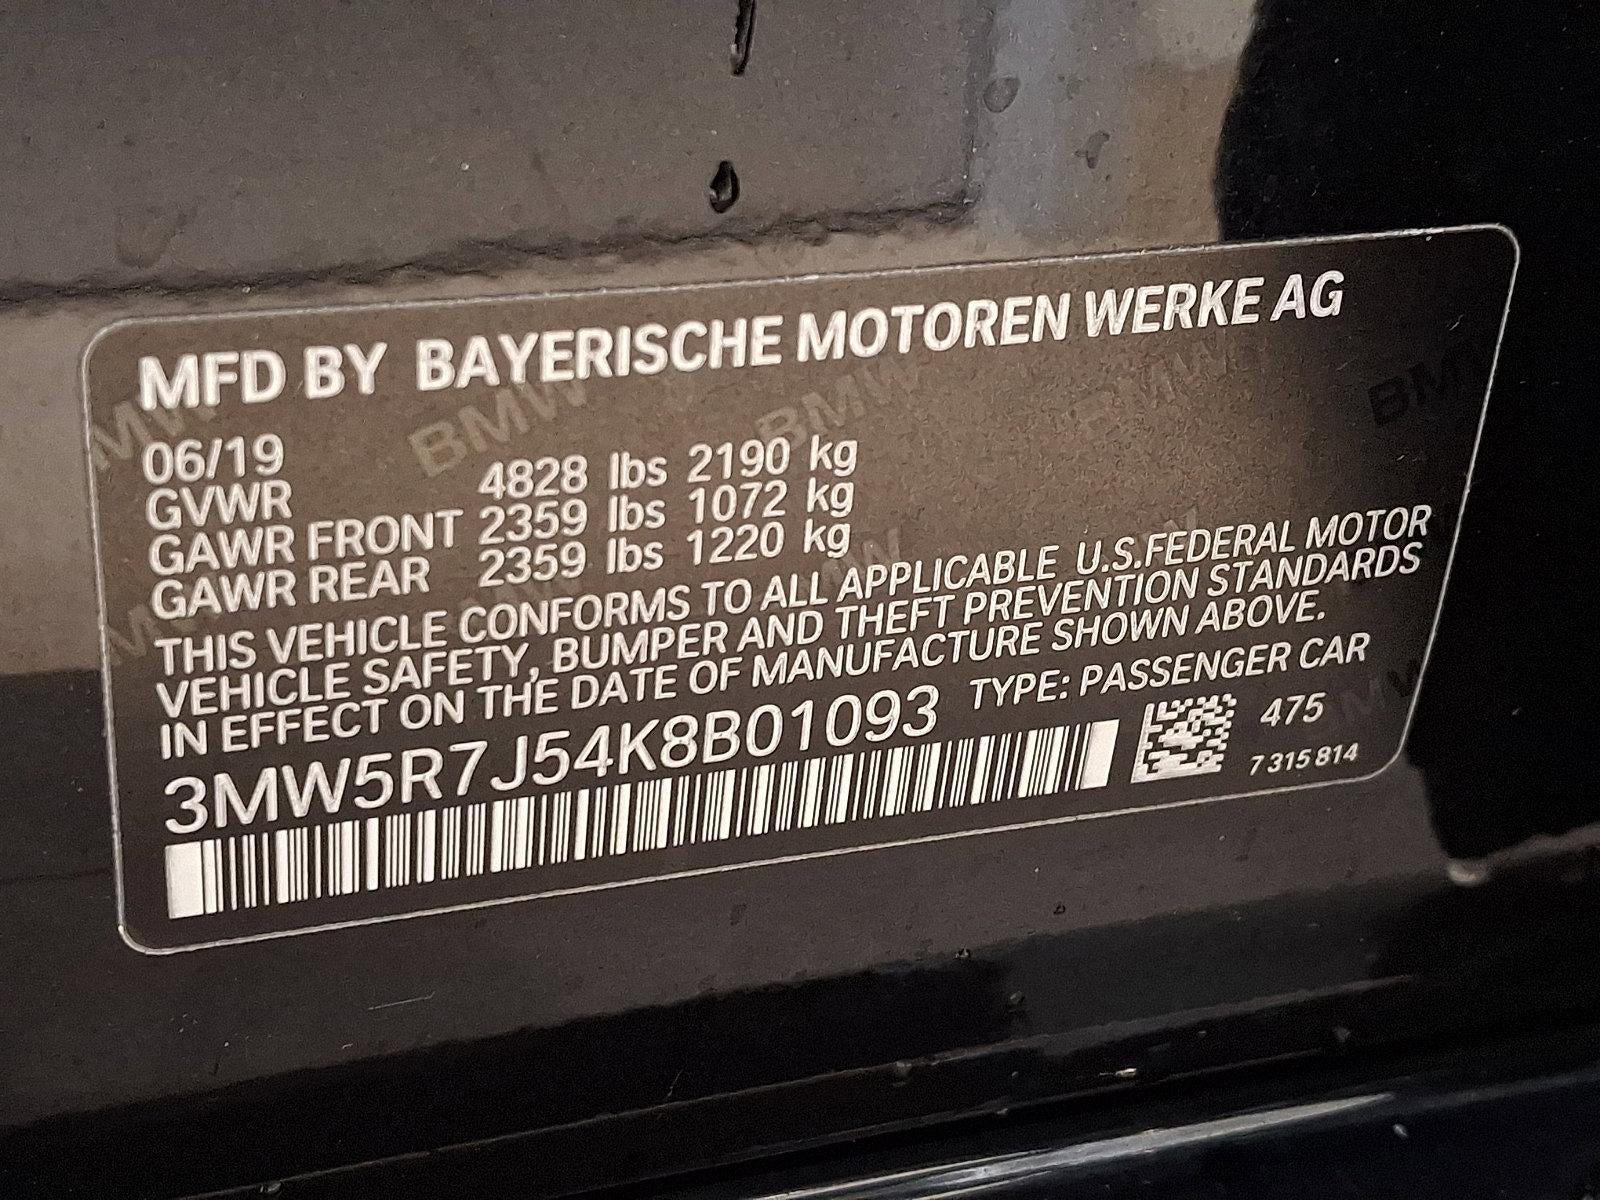 MFD BY BAYERISCHE MOTOREN WERKE AG
06/19
GVWR 4828 lbs 2190 kg
GAWR FRONT 2359 lbs 1072 kg
GAWR REAR 2359 lbs 1220 kg
THIS VEHICLE CONFORMS TO ALL APPLICABLE U.S.FEDERAL MOTOR
VEHICLE SAFETY, BUMPER AND THEFT PREVENTION STANDARDS
IN EFFECT ON THE DATE OF MANUFACTURE SHOWN ABOVE.
3MW5R7J54K8B01093 TYPE: PASSENGER CAR
475
7 315 814